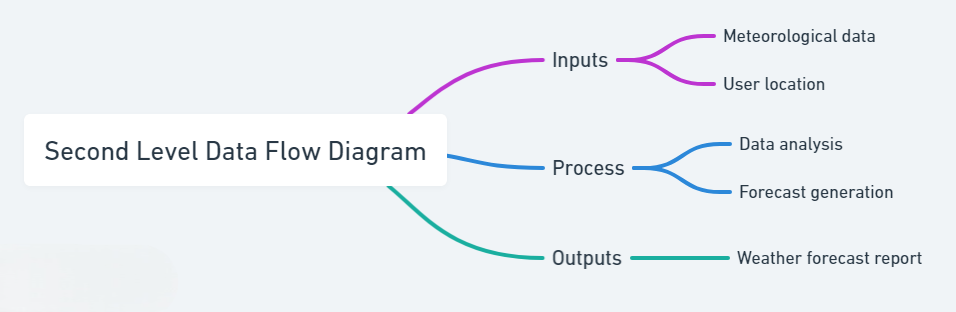 Second Level Data Flow Diagram
Inputs
Meteorological data
User location
Process
Data analysis
Forecast generation
Outputs
Weather forecast report